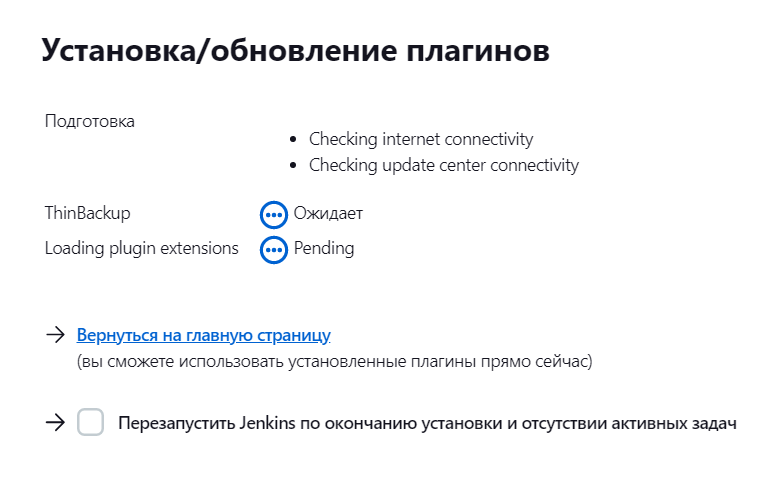 Установка/обновление плагинов
Подготовка
Checking internet connectivity
Checking update center connectivity
ThinBackup Ожидает
Loading plugin extensions Pending
Вернуться на главную страницу
(вы сможете использовать установленные плагины прямо сейчас)
Перезапустить Jenkins по окончанию установки и отсутствии активных задач